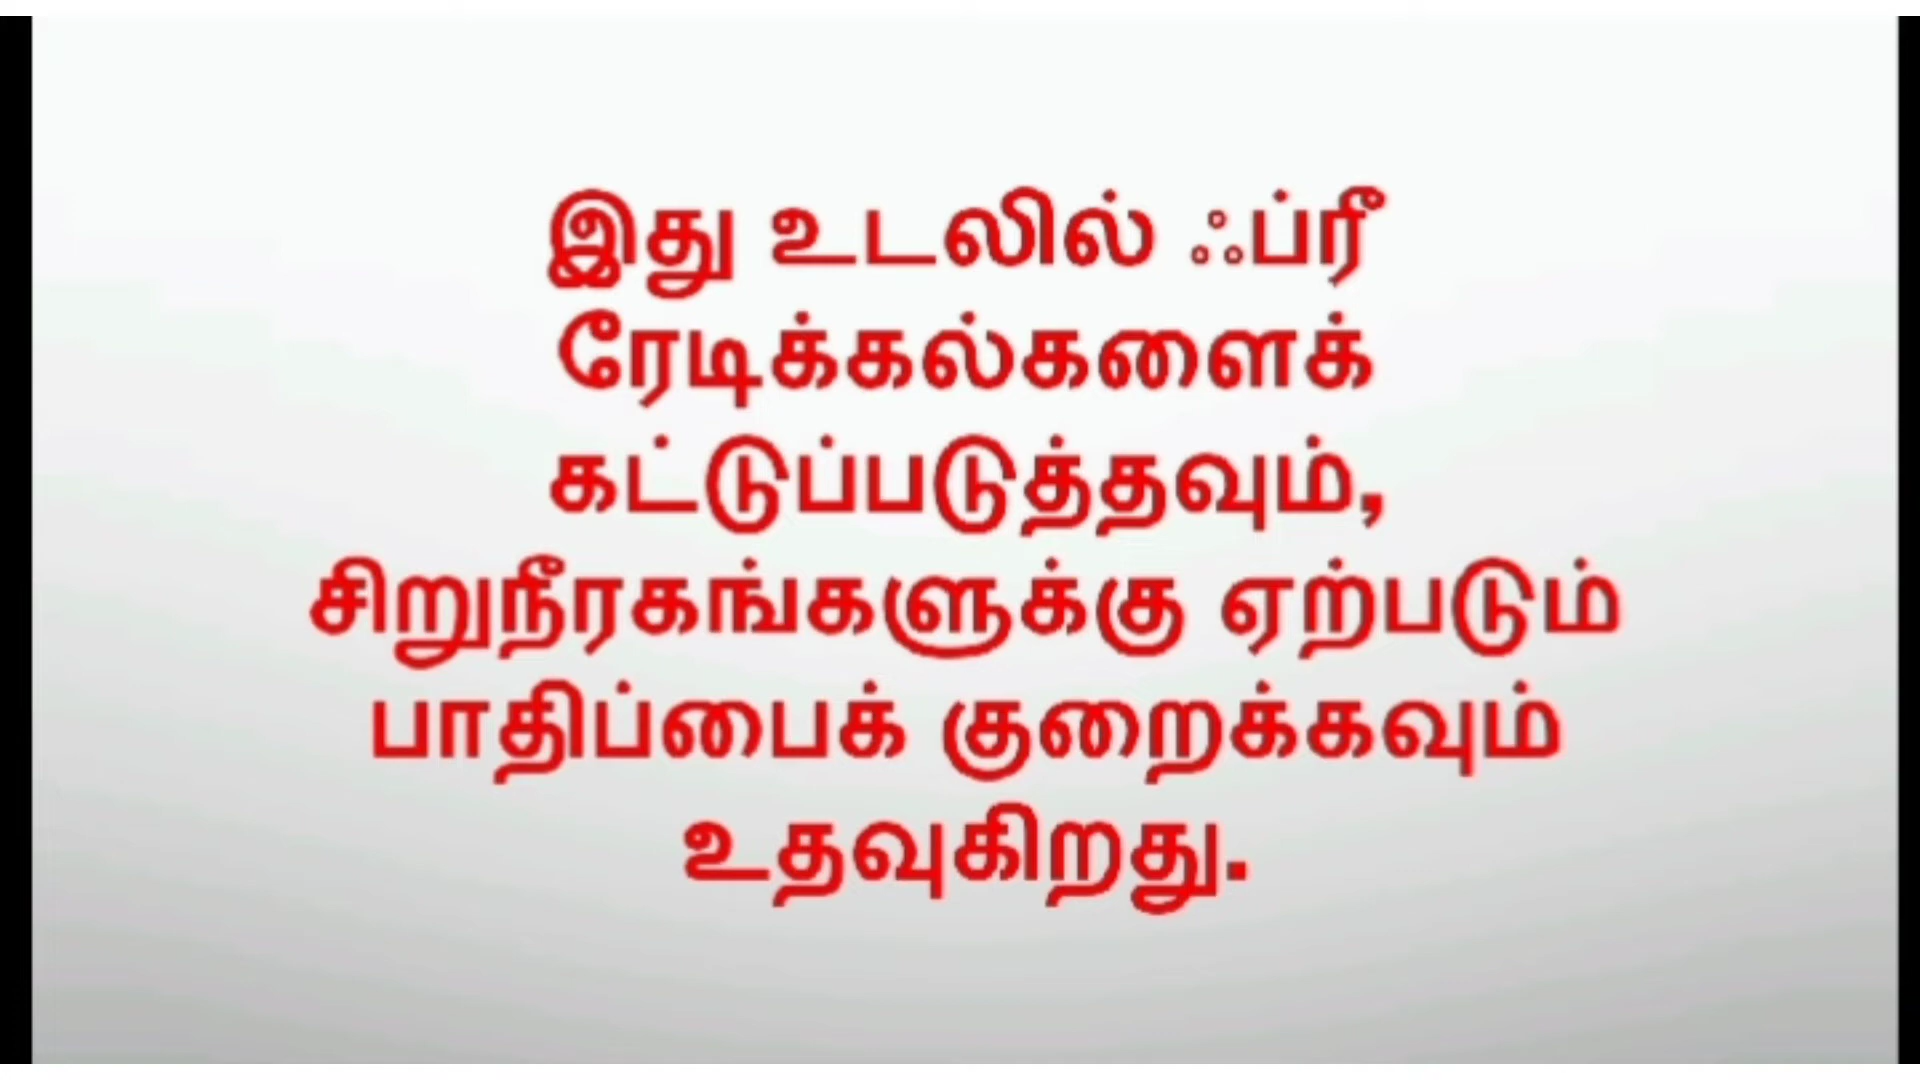 இது உடலில் ஃப்ரீ
ரேடிக்கல்களைக்
கட்டுப்படுத்தவும்,
சிறுநீரகங்களுக்கு ஏற்படும்
பாதிப்பைக் குறைக்கவும்
உதவுகிறது.